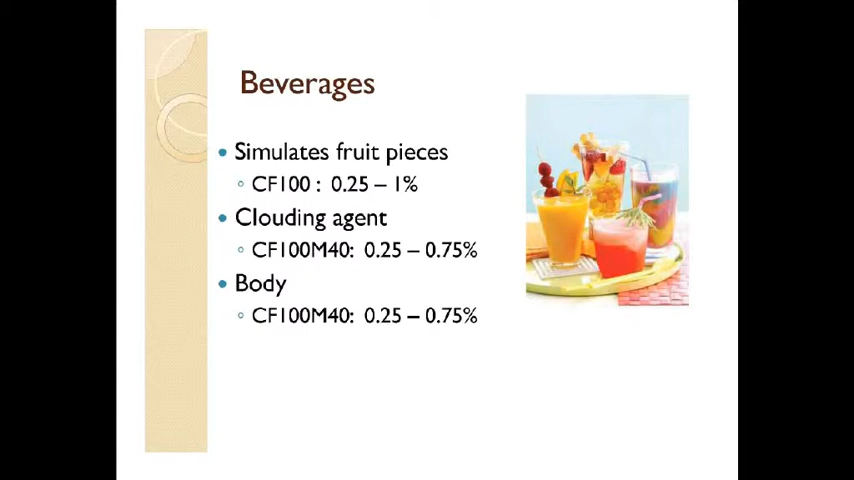 Beverages
• Simulates fruit pieces
◦ CF100 : 0.25 – 1%
• Clouding agent
◦ CF100M40: 0.25 – 0.75%
• Body
◦ CF100M40: 0.25 – 0.75%